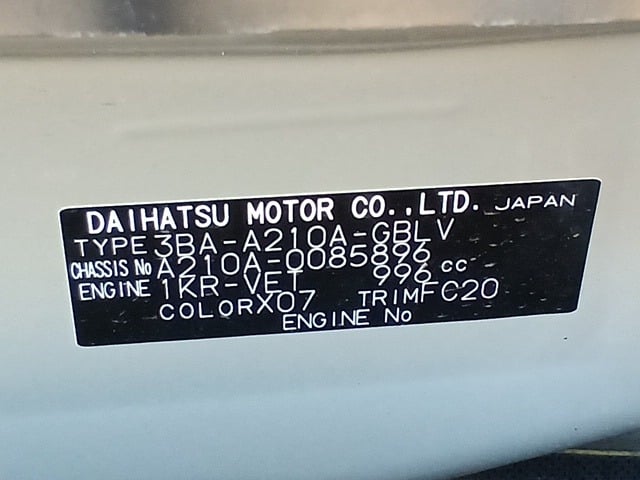 DAIHATSU MOTOR CO.,LTD. JAPAN
TYPE 3BA-A210A-GBLV
CHASSIS No A210A-0085896
ENGINE 1KR-VET 996 cc
COLOR X07 TRIM FC20
ENGINE No